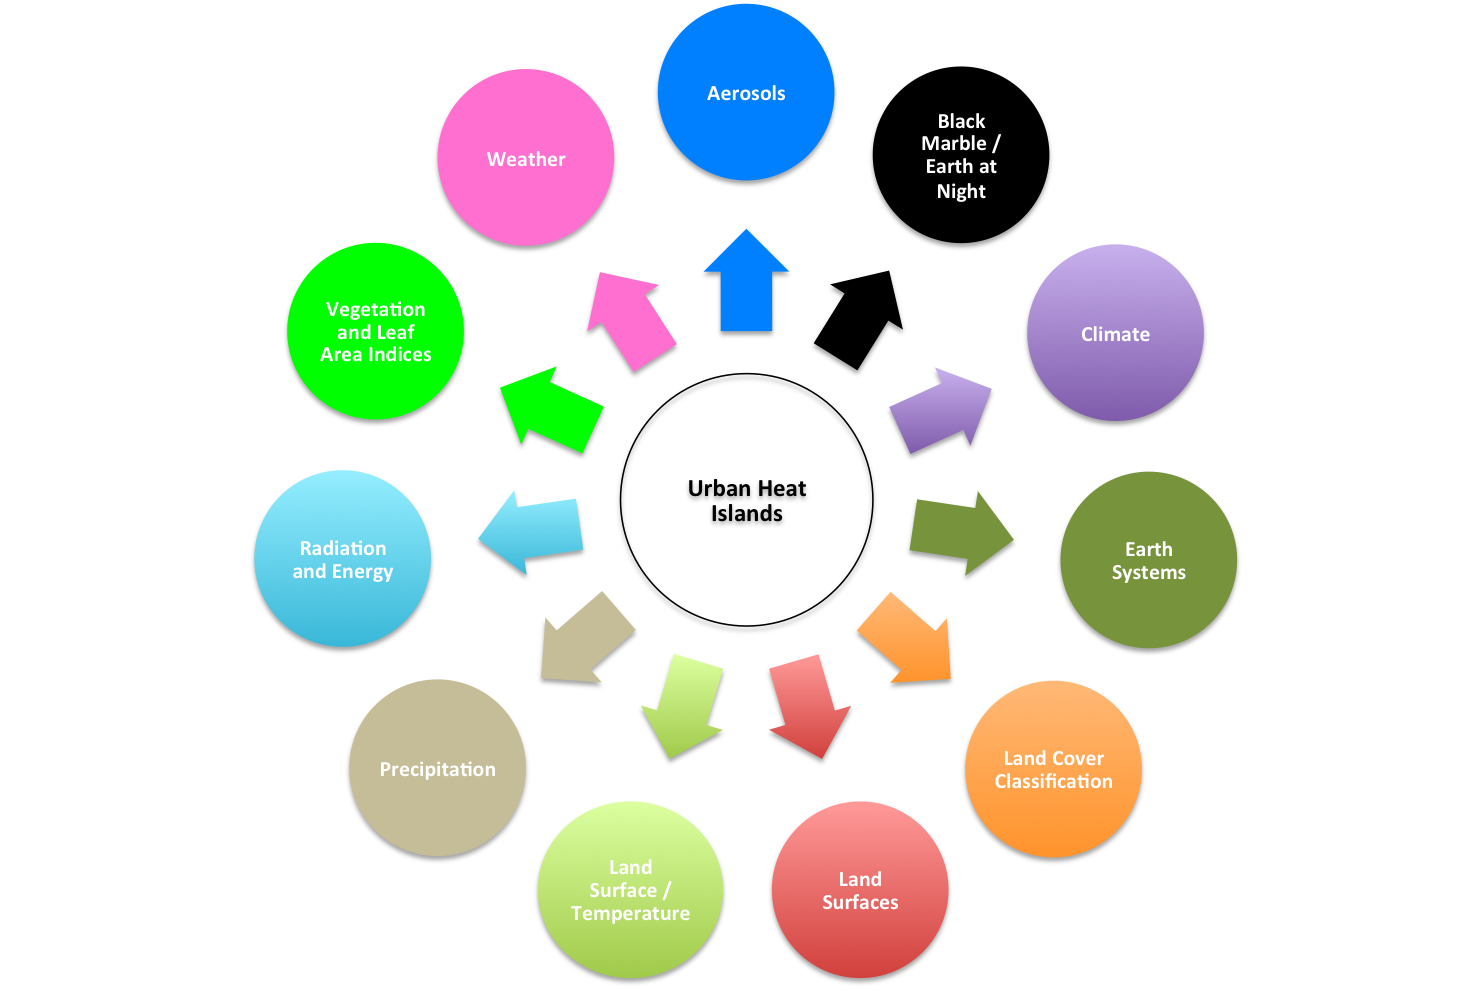 Aerosols
Black
Marble /
Earth at
Night
Climate
Earth
Systems
Land Cover
Classification
Land
Surfaces
Land
Surface /
Temperature
Precipitation
Radiation
and Energy
Vegetation
and Leaf
Area Indices
Weather
Urban Heat
Islands